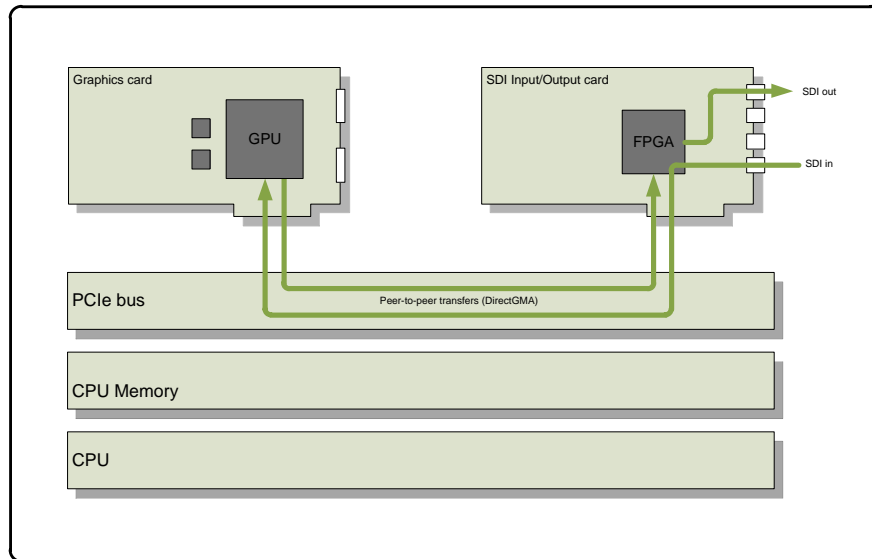 Graphics card
SDI Input/Output card
SDI out
GPU
FPGA
SDI in
PCIe bus
Peer-to-peer transfers (DirectGMA)
CPU Memory
CPU